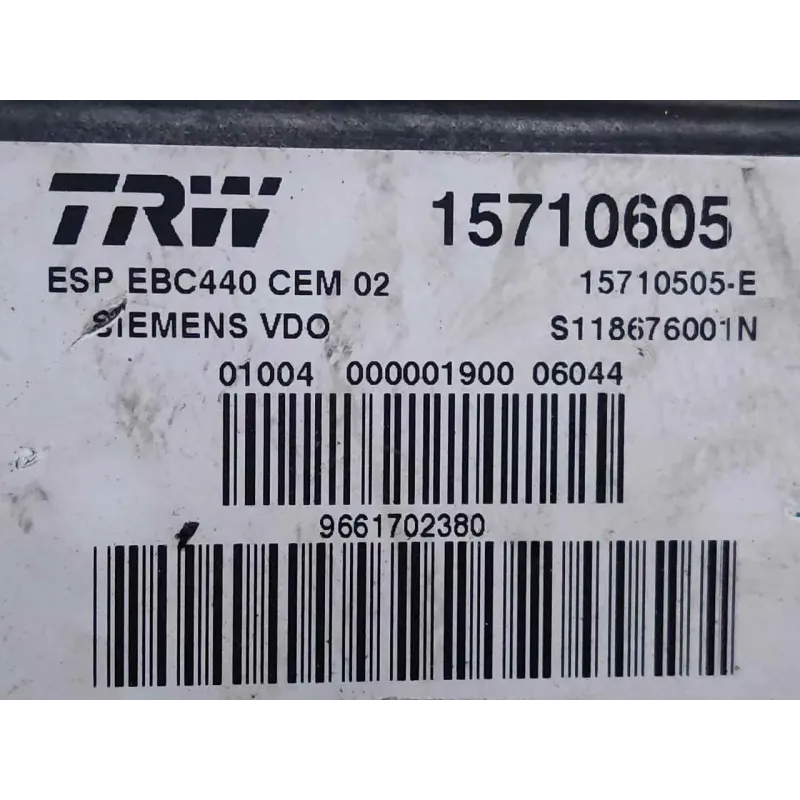 TRW 15710605
ESP EBC440 CEM 02 15710505-E
SIEMENS VDO S118676001N
01004 000001900 06044
9661702380